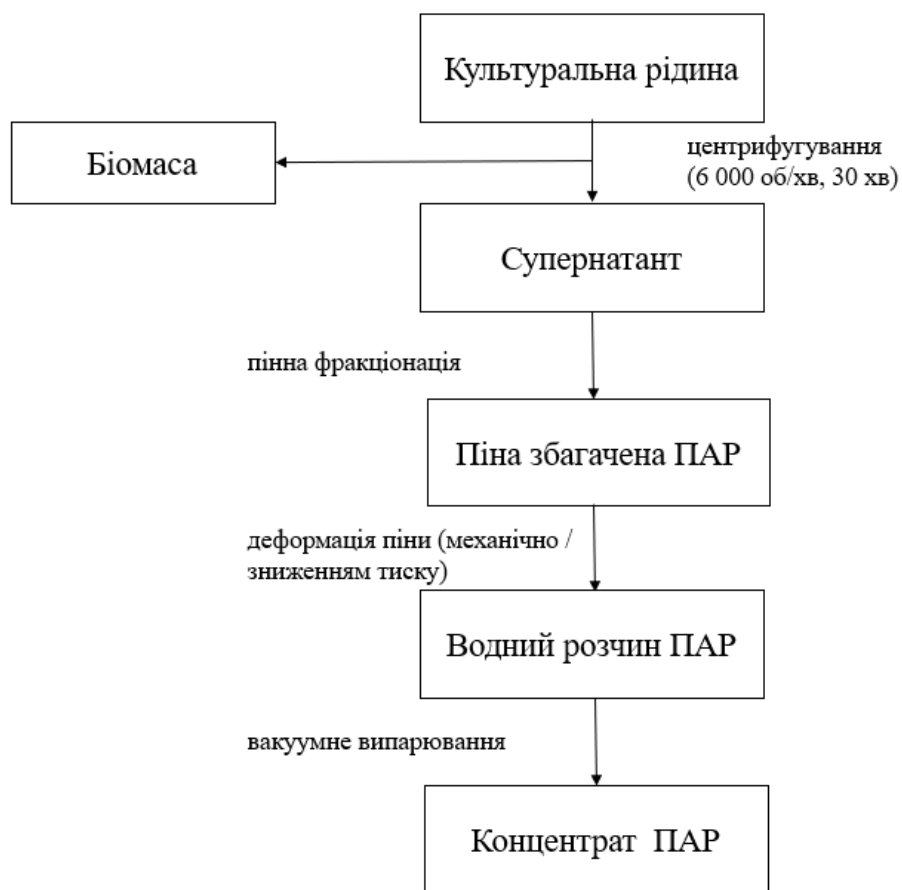 Культуральна рідина
Біомаса
центрифугування
(6 000 об/хв, 30 хв)
Супернатант
пінна фракціонація
Піна збагачена ПАР
деформація піни (механічно /
зниженням тиску)
Водний розчин ПАР
вакуумне випарювання
Концентрат ПАР